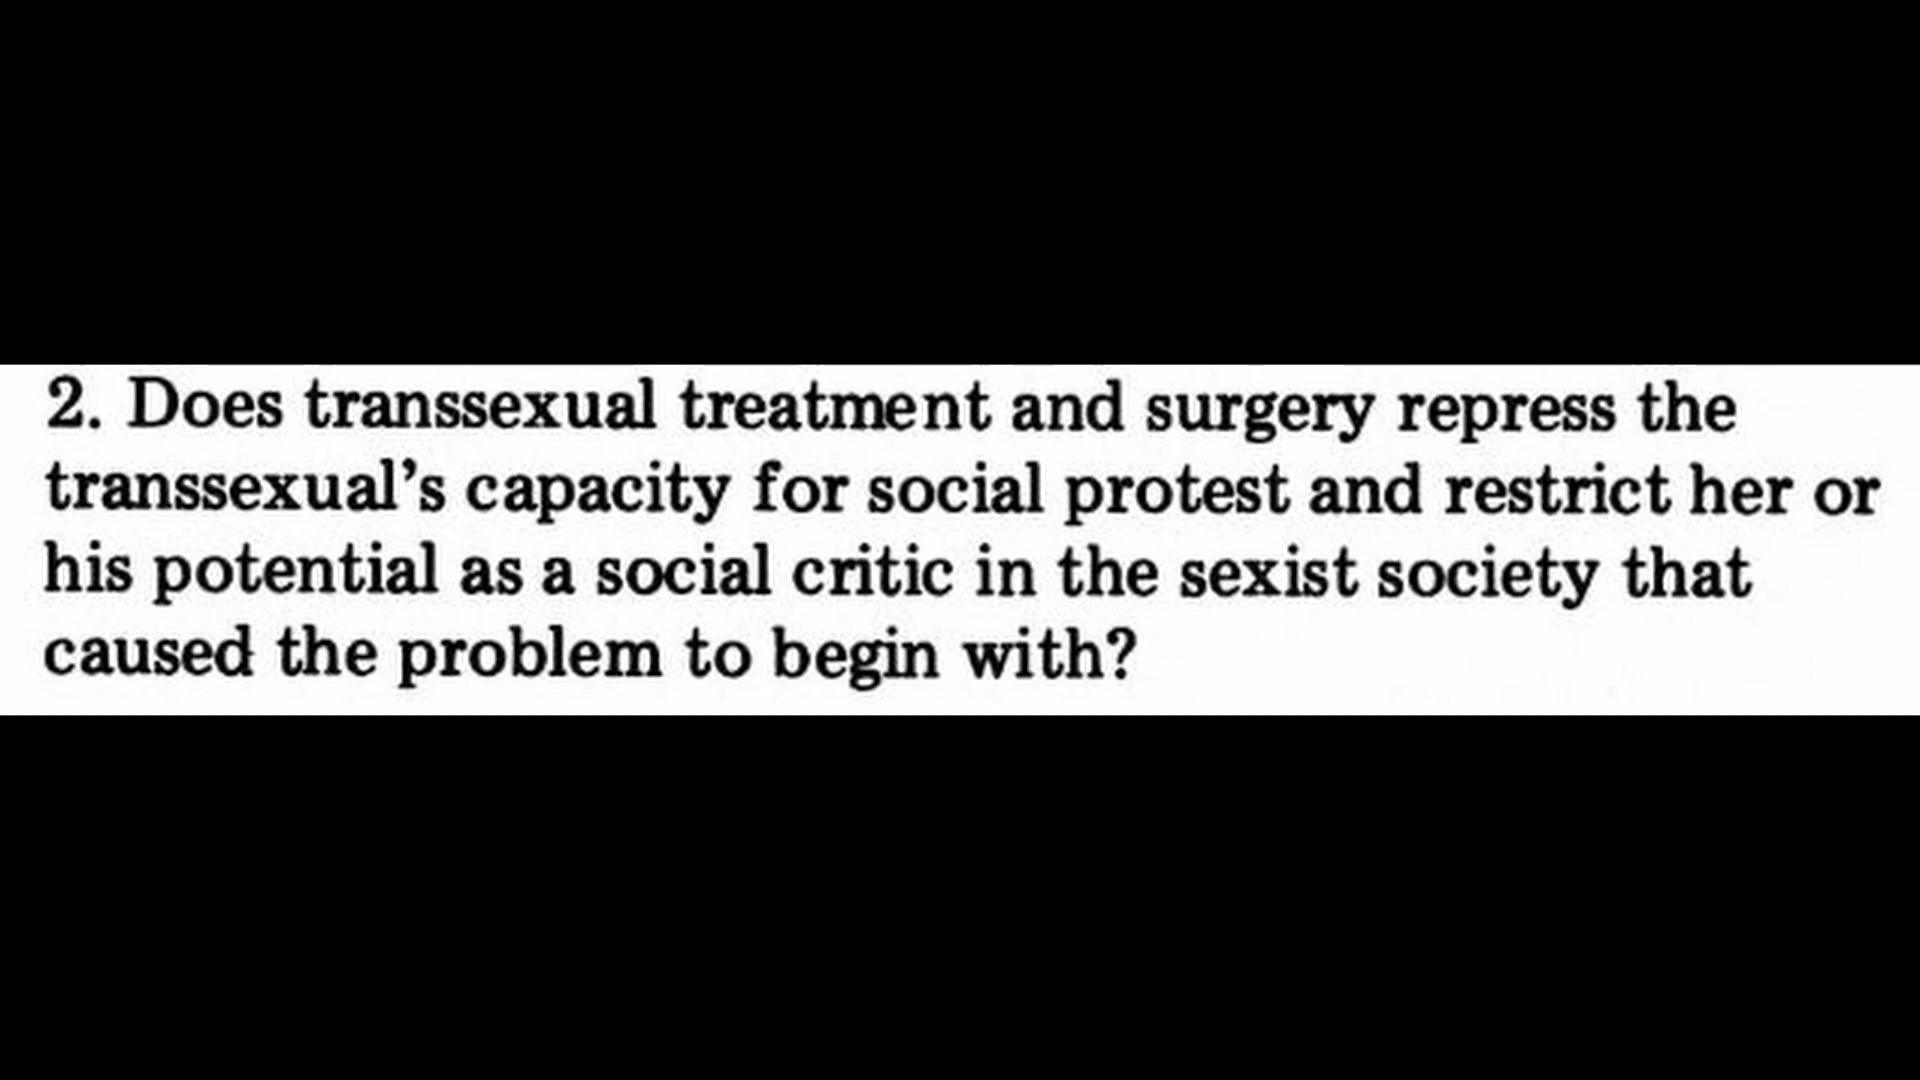 2. Does transsexual treatment and surgery repress the
transsexual’s capacity for social protest and restrict her or
his potential as a social critic in the sexist society that
caused the problem to begin with?